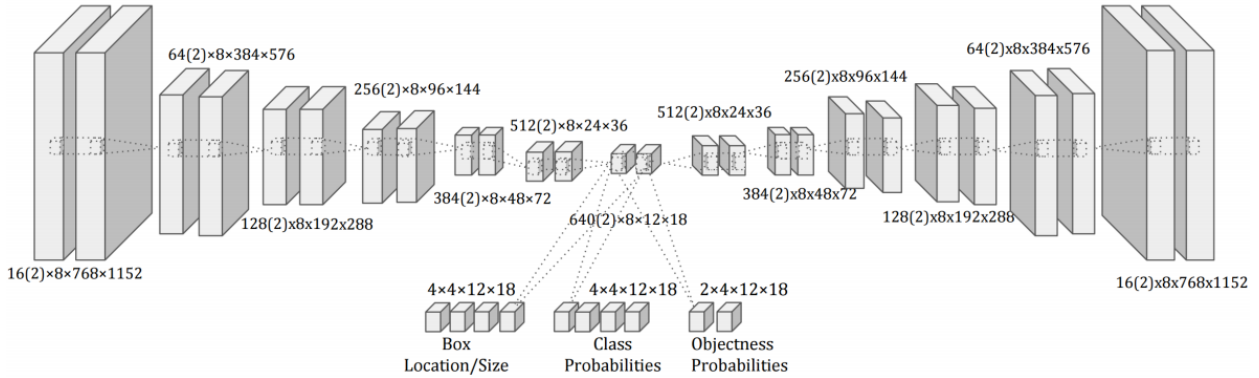 64(2)×8×384×576
64(2)x8x384x576
256(2)×8×96×144
256(2)x8x96x144
512(2)×8×24×36
512(2)x8x24x36
384(2)×8×48×72
384(2)x8x48x72
128(2)x8x192x288
640(2)×8×12×18
128(2)x8x192x288
16(2)×8×768×1152
16(2)x8x768x1152
4×4×12×18
4×4×12×18
2×4×12×18
Box
Location/Size
Class
Probabilities
Objectness
Probabilities